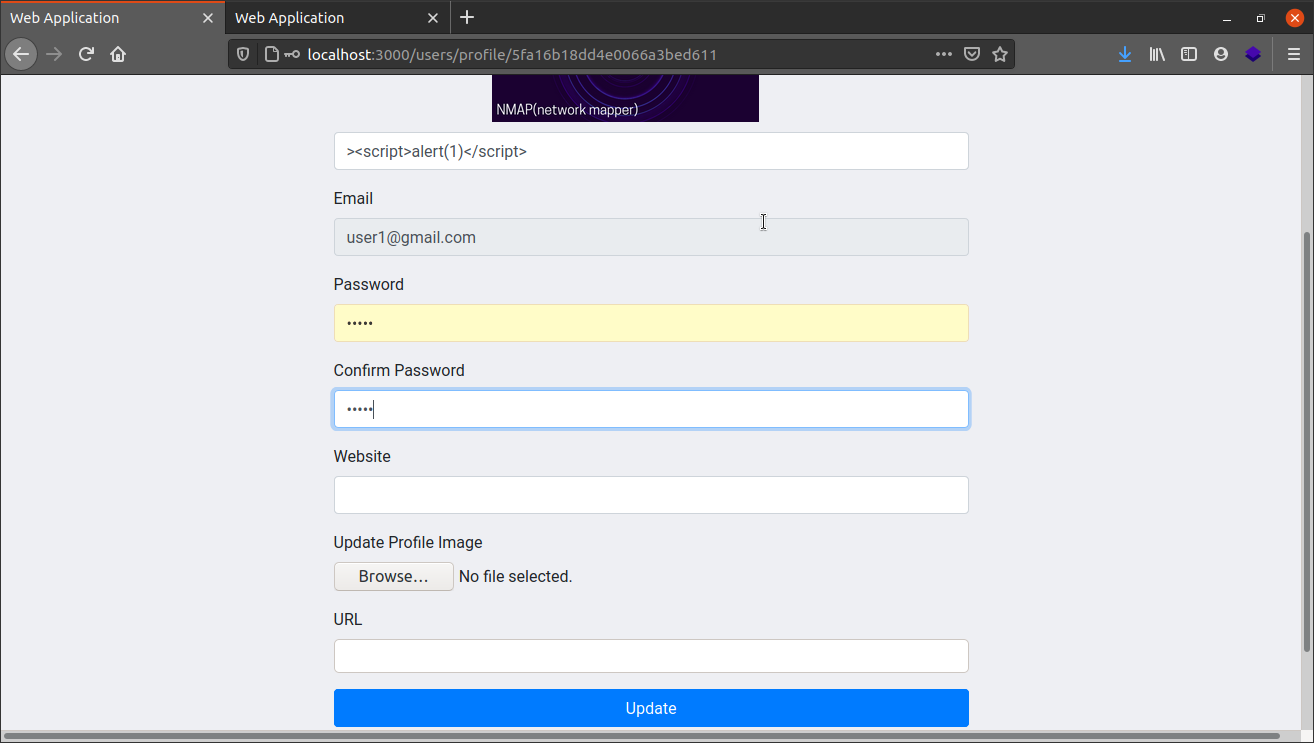 Web Application
Web Application
localhost:3000/users/profile/5fa16b18dd4e0066a3bed611
NMAP(network mapper)
><script>alert(1)</script>
Email
user1@gmail.com
Password
•••••
Confirm Password
•••••
Website
Update Profile Image
Browse... No file selected.
URL
Update